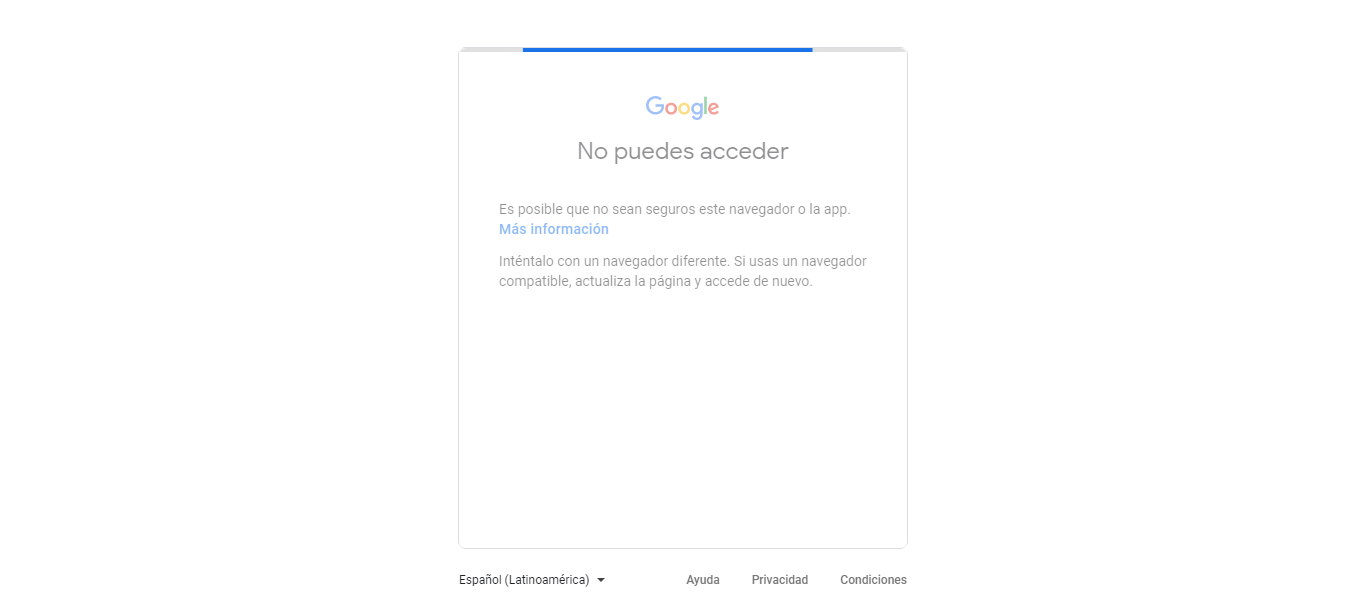 Google
No puedes acceder
Es posible que no sean seguros este navegador o la app.
Más información
Inténtalo con un navegador diferente. Si usas un navegador
compatible, actualiza la página y accede de nuevo.
Español (Latinoamérica) Ayuda Privacidad Condiciones